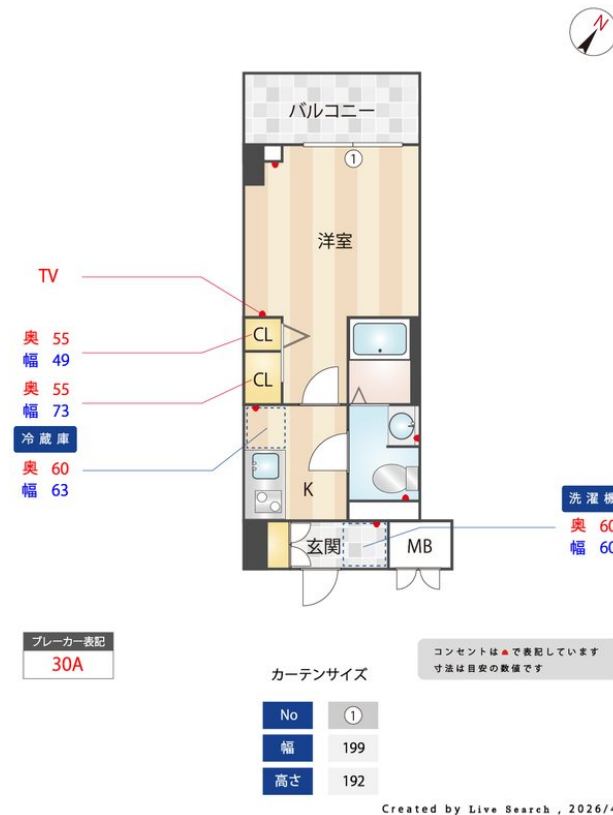 N
バルコニー
①
洋室
TV
CL
奥 55
幅 49
CL
奥 55
幅 73
冷蔵庫
奥 60
幅 63
K
洗濯機
奥 60
幅 60
玄関
MB
ブレーカー表記
30A
コンセントは▲で表記しています
寸法は目安の数値です
カーテンサイズ
No ①
幅 199
高さ 192
Created by Live Search , 2026/4